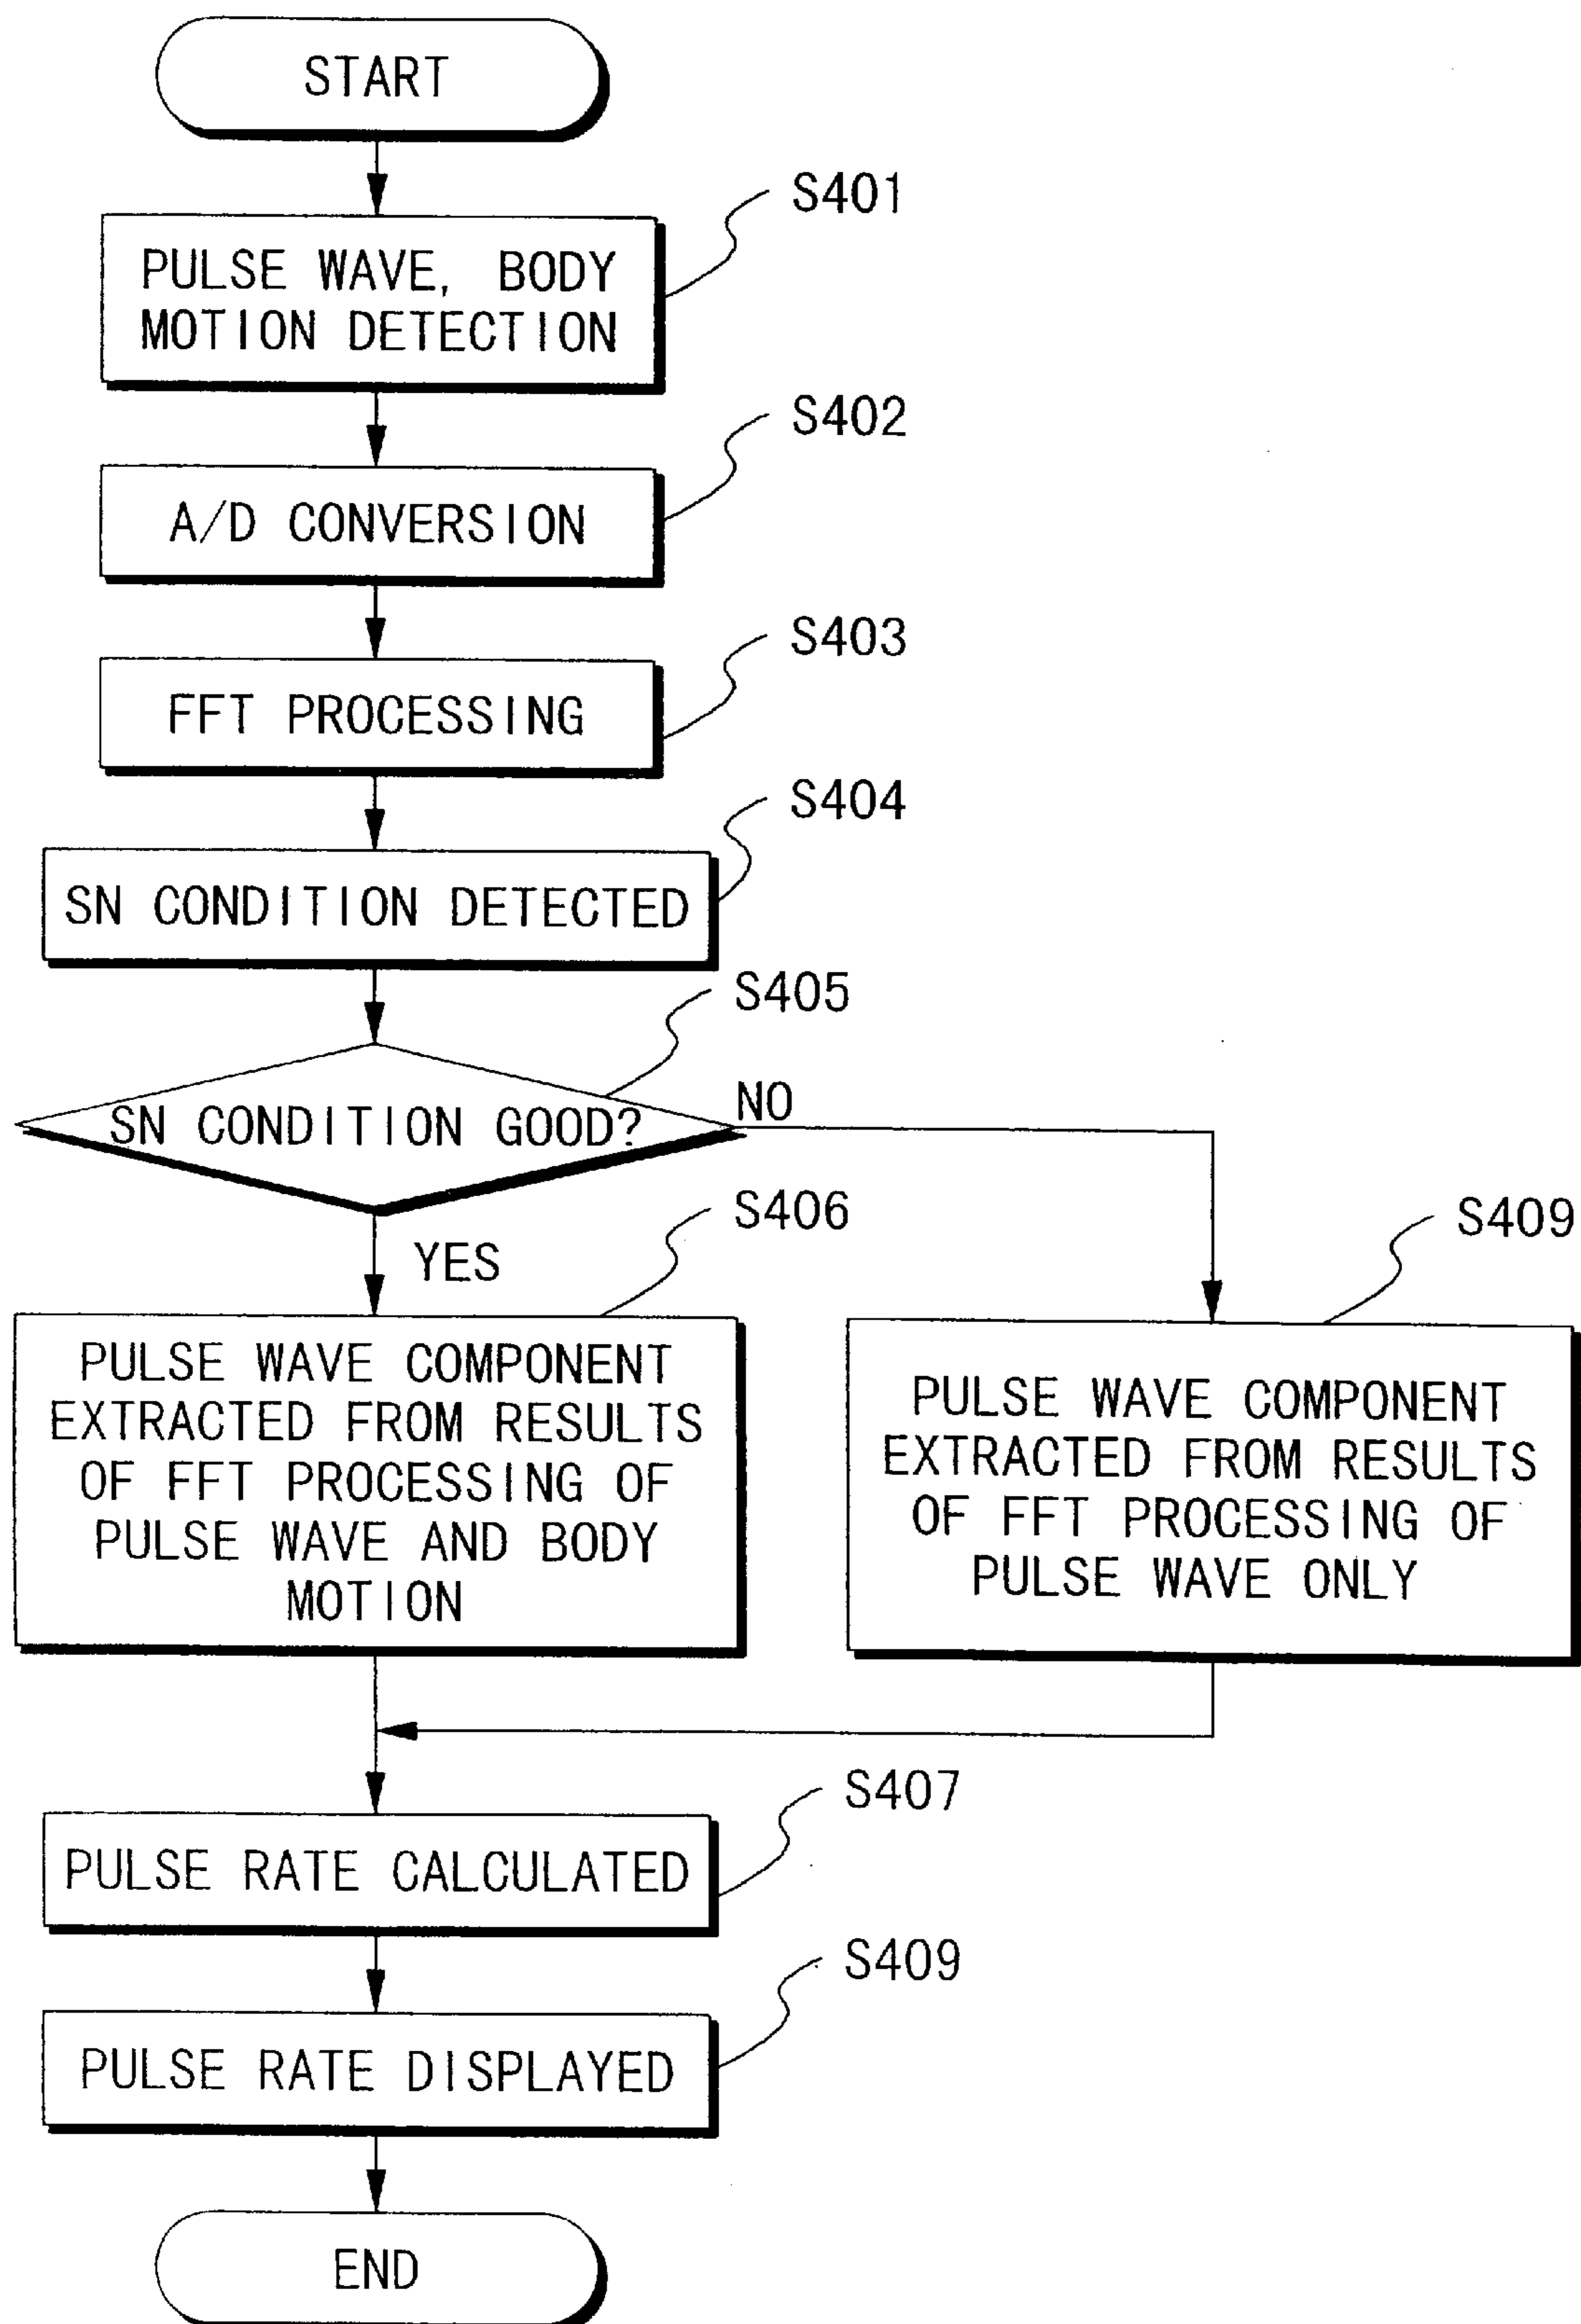 START
S401
PULSE WAVE, BODY
MOTION DETECTION
S402
A/D CONVERSION
S403
FFT PROCESSING
S404
SN CONDITION DETECTED
S405
SN CONDITION GOOD?
NO
YES
S406
PULSE WAVE COMPONENT
EXTRACTED FROM RESULTS
OF FFT PROCESSING OF
PULSE WAVE AND BODY
MOTION
S409
PULSE WAVE COMPONENT
EXTRACTED FROM RESULTS
OF FFT PROCESSING OF
PULSE WAVE ONLY
S407
PULSE RATE CALCULATED
S409
PULSE RATE DISPLAYED
END